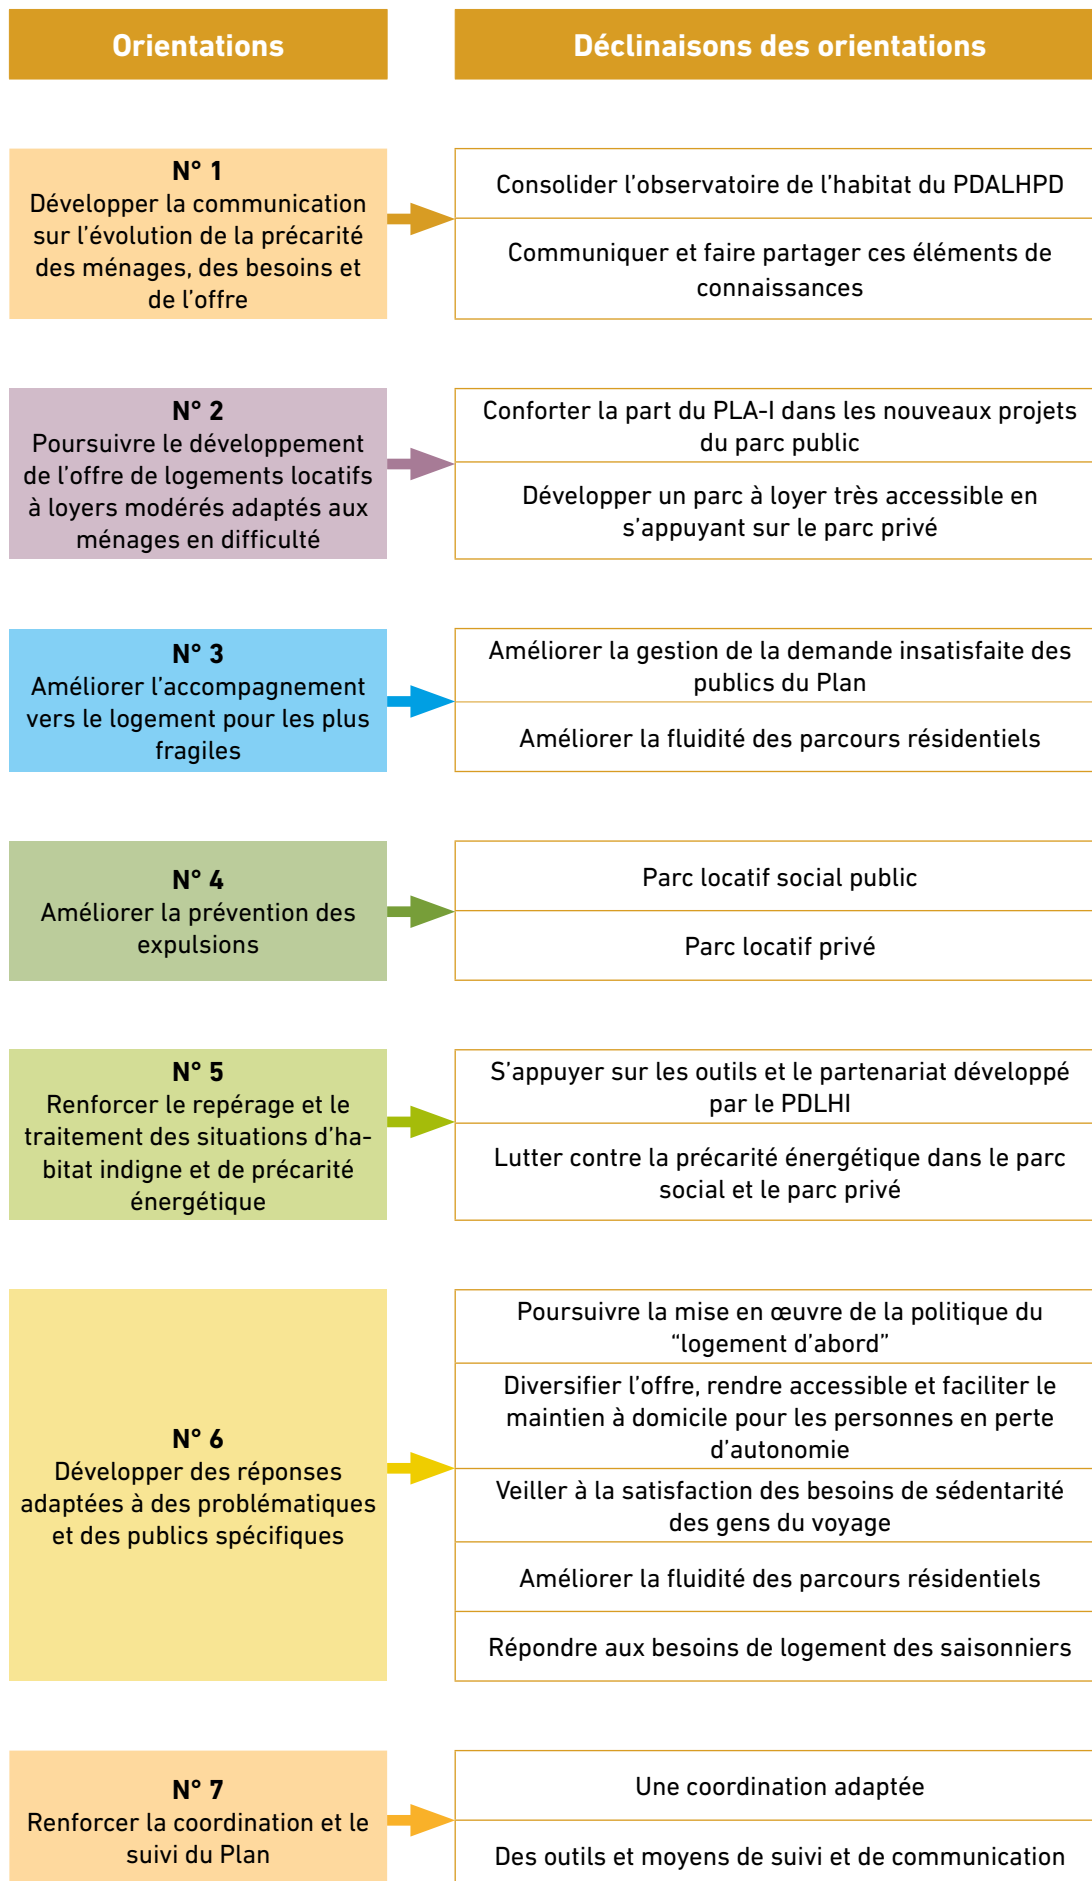 Orientations
Déclinaisons des orientations
N° 1
Développer la communication
sur l’évolution de la précarité
des ménages, des besoins et
de l’offre
Consolider l’observatoire de l’habitat du PDALHPD
Communiquer et faire partager ces éléments de
connaissances
N° 2
Poursuivre le développement
de l’offre de logements locatifs
à loyers modérés adaptés aux
ménages en difficulté
Conforter la part du PLA-I dans les nouveaux projets
du parc public
Développer un parc à loyer très accessible en
s’appuyant sur le parc privé
N° 3
Améliorer l’accompagnement
vers le logement pour les plus
fragiles
Améliorer la gestion de la demande insatisfaite des
publics du Plan
Améliorer la fluidité des parcours résidentiels
N° 4
Améliorer la prévention des
expulsions
Parc locatif social public
Parc locatif privé
N° 5
Renforcer le repérage et le
traitement des situations d’ha-
bitat indigne et de précarité
énergétique
S’appuyer sur les outils et le partenariat développé
par le PDLHI
Lutter contre la précarité énergétique dans le parc
social et le parc privé
N° 6
Développer des réponses
adaptées à des problématiques
et des publics spécifiques
Poursuivre la mise en œuvre de la politique du
“logement d’abord”
Diversifier l’offre, rendre accessible et faciliter le
maintien à domicile pour les personnes en perte
d’autonomie
Veiller à la satisfaction des besoins de sédentarité
des gens du voyage
Améliorer la fluidité des parcours résidentiels
Répondre aux besoins de logement des saisonniers
N° 7
Renforcer la coordination et le
suivi du Plan
Une coordination adaptée
Des outils et moyens de suivi et de communication